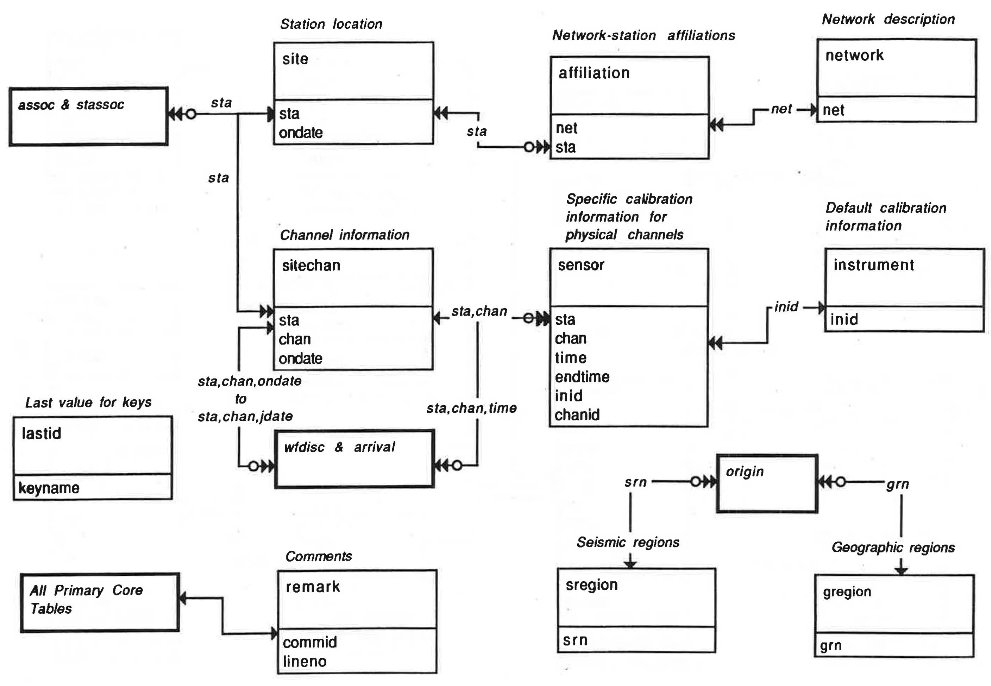 Station location
site
sta
ondate
Network-station affiliations
affiliation
net
sta
Network description
network
net
assoc & stassoc
sta
sta
net
sta
Channel information
sitechan
sta
chan
ondate
Specific calibration
information for
physical channels
sensor
sta
chan
time
endtime
inid
chanid
Default calibration
information
instrument
inid
sta,chan
inid
sta,chan,ondate
to
sta,chan,jdate
sta,chan,time
Last value for keys
lastid
keyname
wfdisc & arrival
origin
srn
grn
Seismic regions
sregion
srn
Geographic regions
gregion
grn
All Primary Core
Tables
Comments
remark
commid
lineno